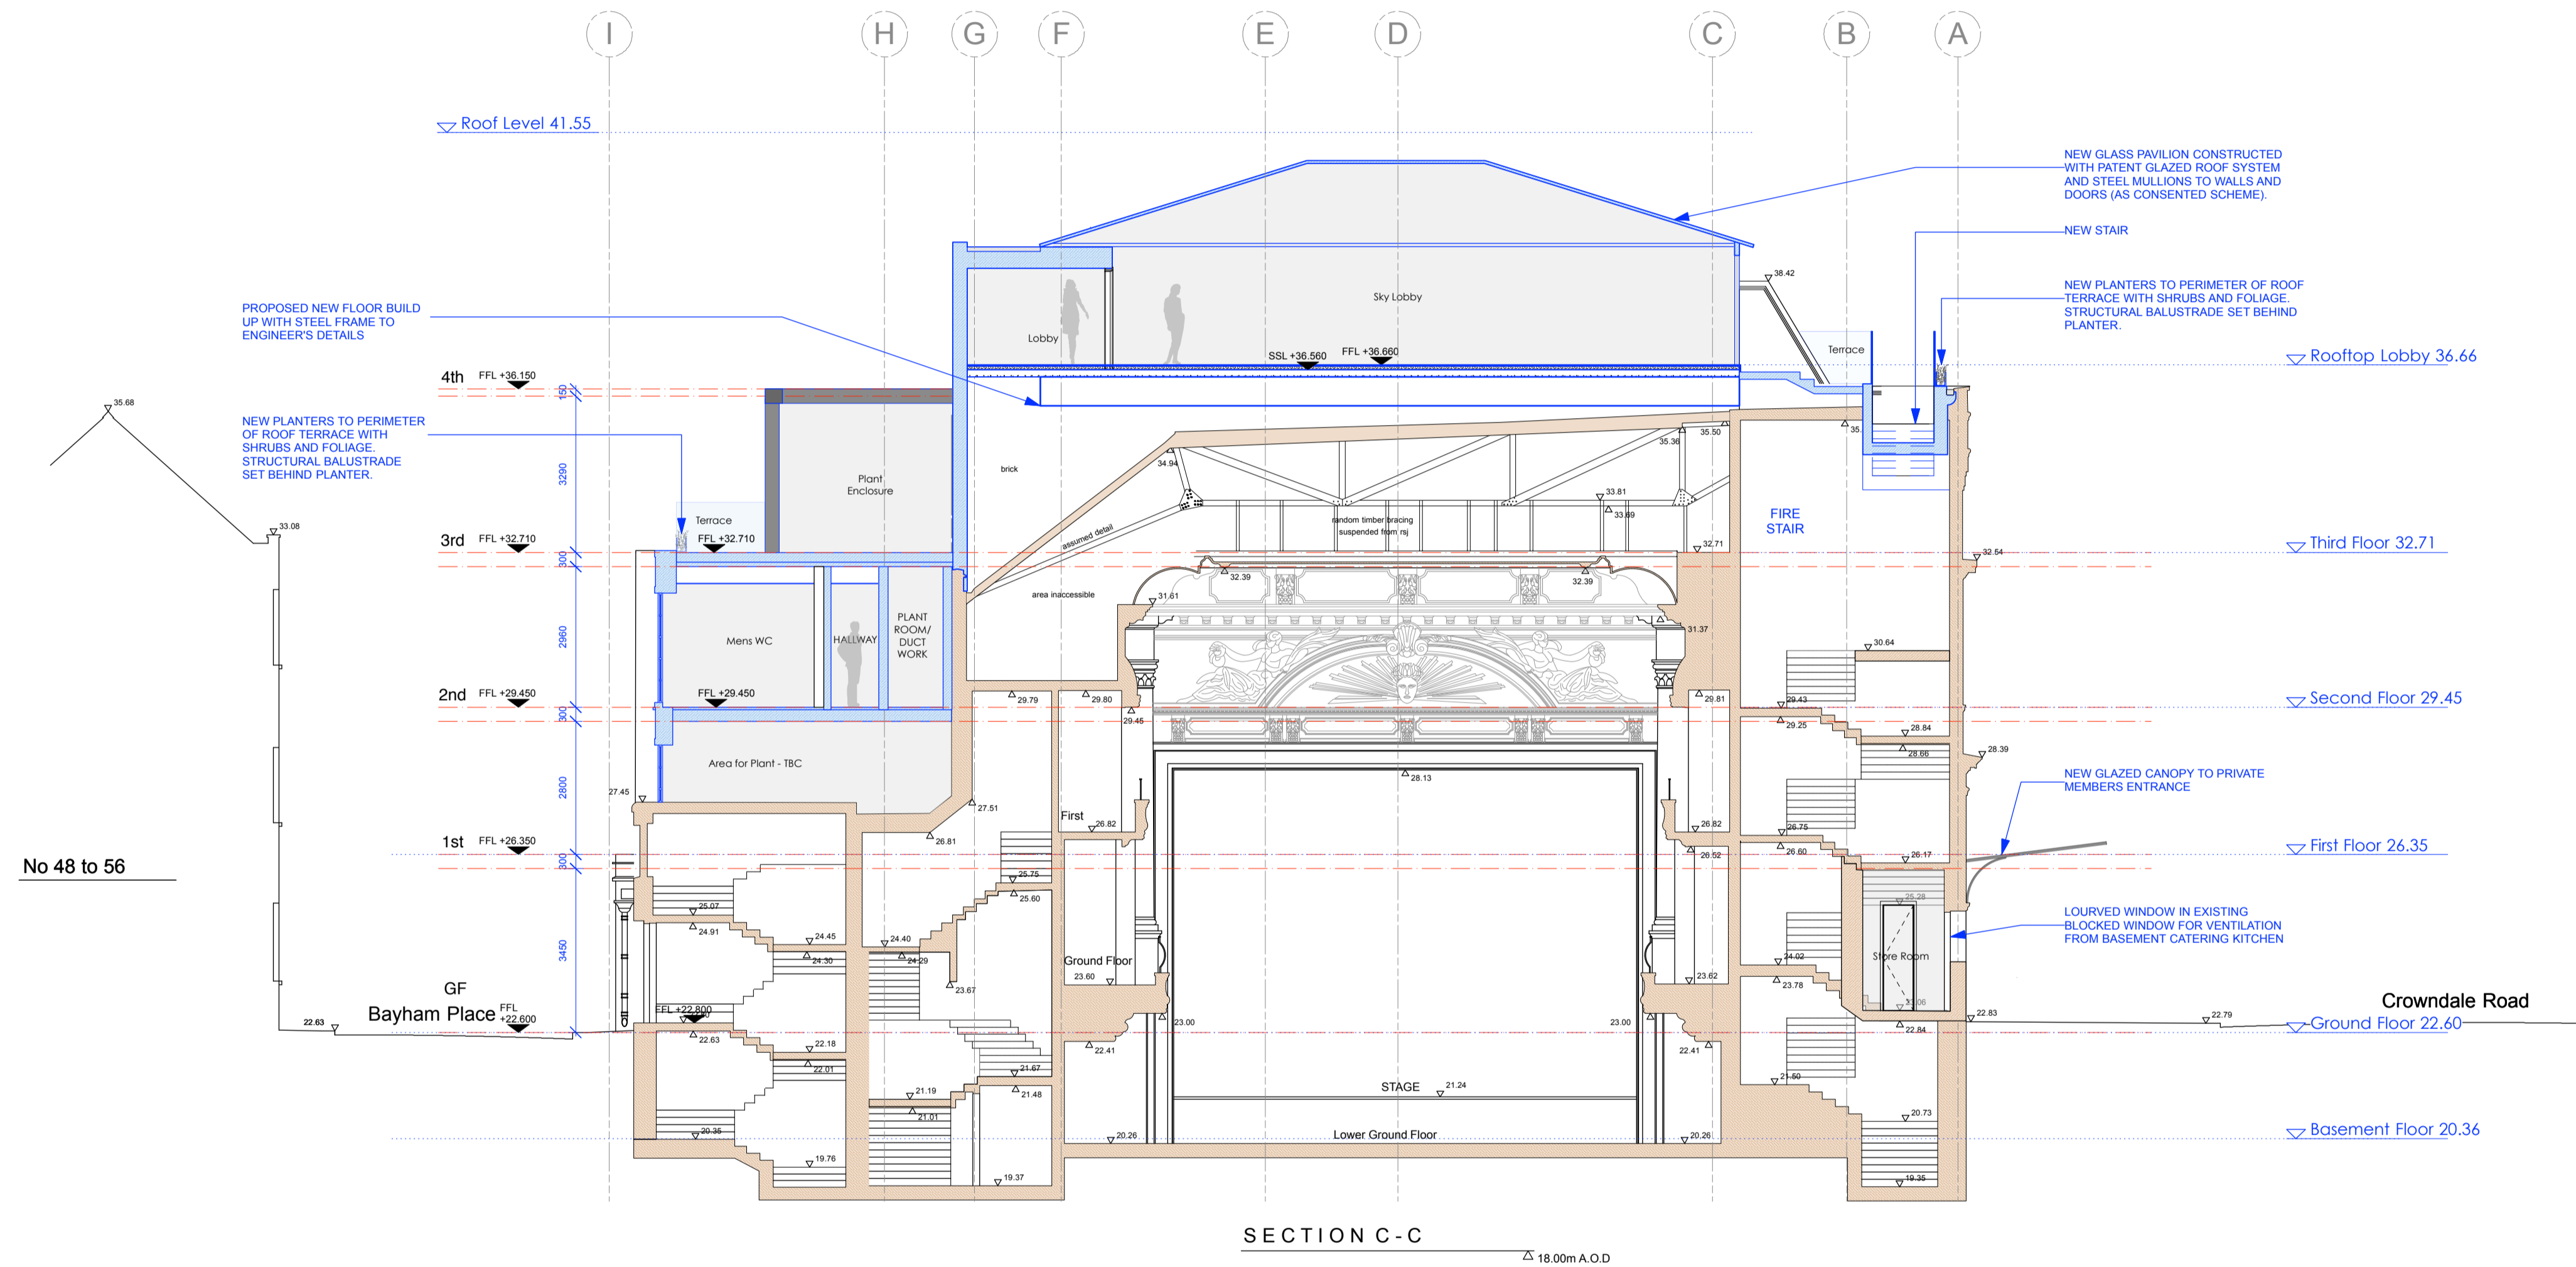 I
H
G
F
E
D
C
B
A
Roof Level 41.55
NEW GLASS PAVILION CONSTRUCTED
WITH PATENT GLAZED ROOF SYSTEM
AND STEEL MULLIONS TO WALLS AND
DOORS (AS CONSENTED SCHEME).
NEW STAIR
38.42
NEW PLANTERS TO PERIMETER OF ROOF
TERRACE WITH SHRUBS AND FOLIAGE.
STRUCTURAL BALUSTRADE SET BEHIND
PLANTER.
PROPOSED NEW FLOOR BUILD
UP WITH STEEL FRAME TO
ENGINEER'S DETAILS
Sky Lobby
Lobby
Terrace
SSL +36.560
FFL +36.660
Rooftop Lobby 36.66
4th
FFL +36.150
150
35.68
NEW PLANTERS TO PERIMETER
OF ROOF TERRACE WITH
SHRUBS AND FOLIAGE.
STRUCTURAL BALUSTRADE
SET BEHIND PLANTER.
3290
Plant
Enclosure
brick
34.94
35.36
35.50
35.
33.81
33.69
random timber bracing
suspended from rsj
assumed detail
FIRE
STAIR
33.08
Terrace
3rd
FFL +32.710
FFL +32.710
300
32.71
32.54
Third Floor 32.71
32.39
32.39
area inaccessible
31.61
31.37
2960
Mens WC
HALLWAY
PLANT
ROOM/
DUCT
WORK
30.64
2nd
FFL +29.450
FFL +29.450
300
29.79
29.80
29.45
29.81
29.43
29.25
Second Floor 29.45
28.84
28.66
28.39
Area for Plant - TBC
2800
28.13
27.45
27.51
NEW GLAZED CANOPY TO PRIVATE
MEMBERS ENTRANCE
First
26.82
26.82
26.75
26.81
26.52
26.60
26.17
1st
FFL +26.350
300
First Floor 26.35
No 48 to 56
25.75
25.60
25.28
25.07
24.91
LOURVED WINDOW IN EXISTING
BLOCKED WINDOW FOR VENTILATION
FROM BASEMENT CATERING KITCHEN
3450
24.45
24.30
24.40
24.29
Ground Floor
23.60
23.67
23.62
24.02
23.78
Store Room
23.06
GF
Bayham Place
FFL
+22.600
22.63
FFL +22.800
22.63
23.00
23.00
22.84
22.83
22.79
Crowndale Road
Ground Floor 22.60
22.18
22.01
22.41
22.41
21.67
21.48
21.19
21.01
STAGE
21.24
21.50
20.73
20.35
20.26
Lower Ground Floor
20.26
Basement Floor 20.36
19.76
19.37
19.35
SECTION C-C
18.00m A.O.D